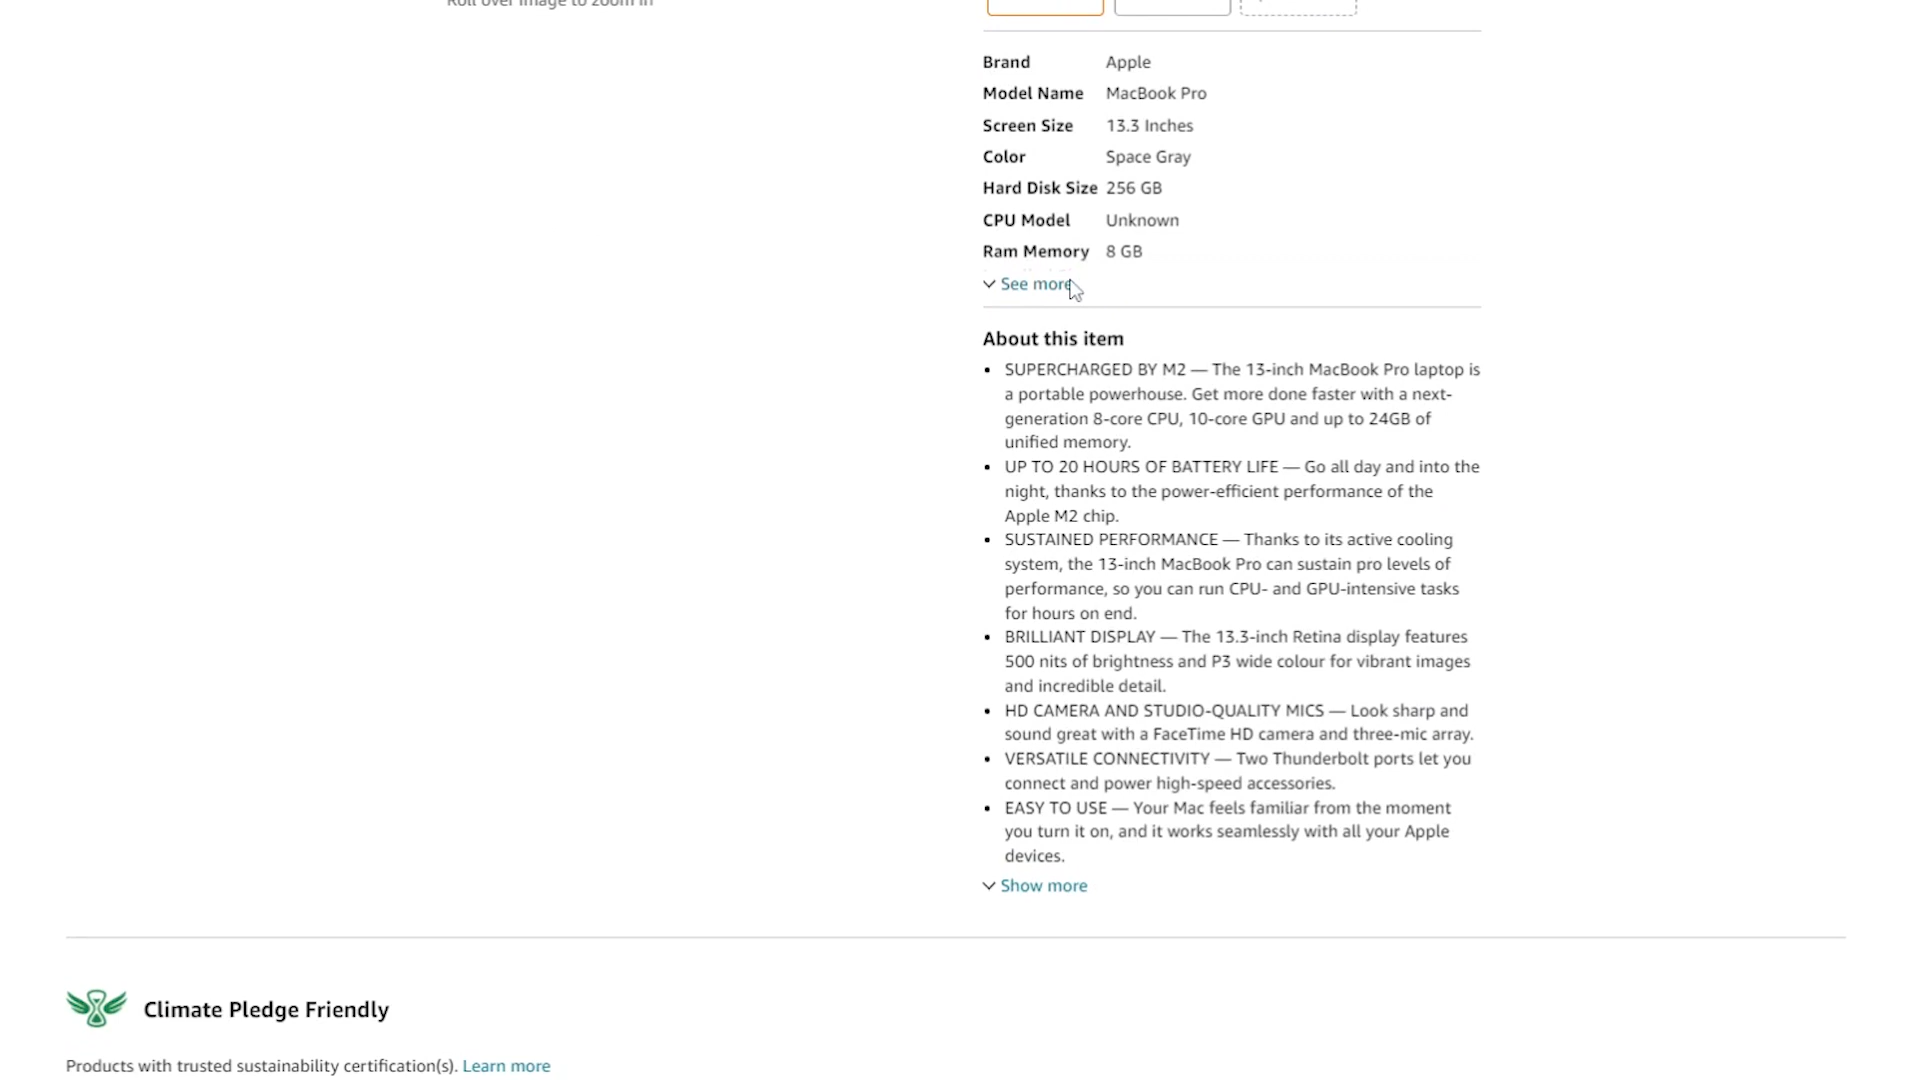 Roll over image to zoom in
Brand Apple
Model Name MacBook Pro
Screen Size 13.3 Inches
Color Space Gray
Hard Disk Size 256 GB
CPU Model Unknown
Ram Memory 8 GB
See more
About this item
SUPERCHARGED BY M2 — The 13-inch MacBook Pro laptop is
a portable powerhouse. Get more done faster with a next-
generation 8-core CPU, 10-core GPU and up to 24GB of
unified memory.
UP TO 20 HOURS OF BATTERY LIFE — Go all day and into the
night, thanks to the power-efficient performance of the
Apple M2 chip.
SUSTAINED PERFORMANCE — Thanks to its active cooling
system, the 13-inch MacBook Pro can sustain pro levels of
performance, so you can run CPU- and GPU-intensive tasks
for hours on end.
BRILLIANT DISPLAY — The 13.3-inch Retina display features
500 nits of brightness and P3 wide colour for vibrant images
and incredible detail.
HD CAMERA AND STUDIO-QUALITY MICS — Look sharp and
sound great with a FaceTime HD camera and three-mic array.
VERSATILE CONNECTIVITY — Two Thunderbolt ports let you
connect and power high-speed accessories.
EASY TO USE — Your Mac feels familiar from the moment
you turn it on, and it works seamlessly with all your Apple
devices.
Show more
Climate Pledge Friendly
Products with trusted sustainability certification(s). Learn more